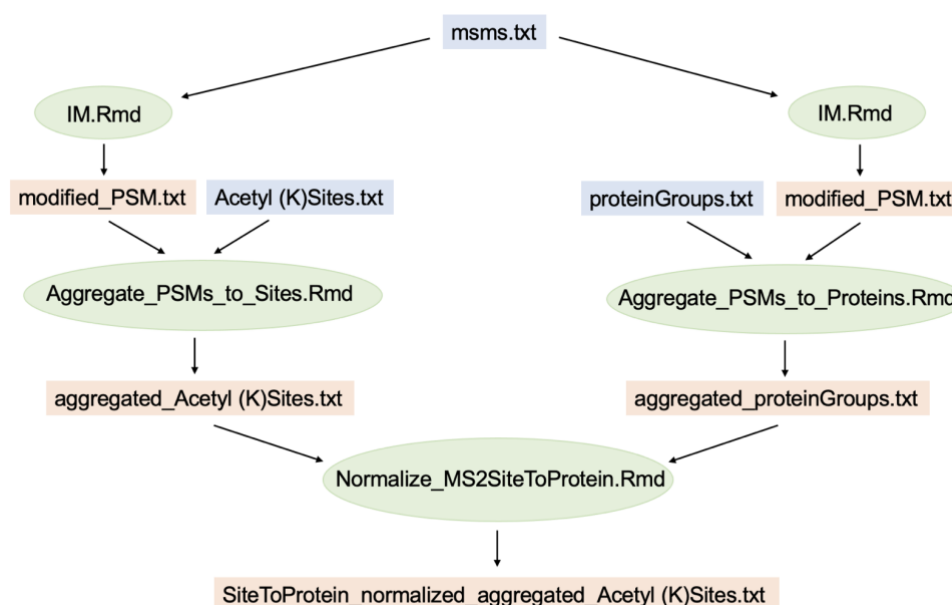 msms.txt
IM.Rmd
IM.Rmd
modified_PSM.txt
Acetyl (K)Sites.txt
proteinGroups.txt
modified_PSM.txt
Aggregate_PSMs_to_Sites.Rmd
Aggregate_PSMs_to_Proteins.Rmd
aggregated_Acetyl (K)Sites.txt
aggregated_proteinGroups.txt
Normalize_MS2SiteToProtein.Rmd
SiteToProtein_normalized_aggregated_Acetyl (K)Sites.txt